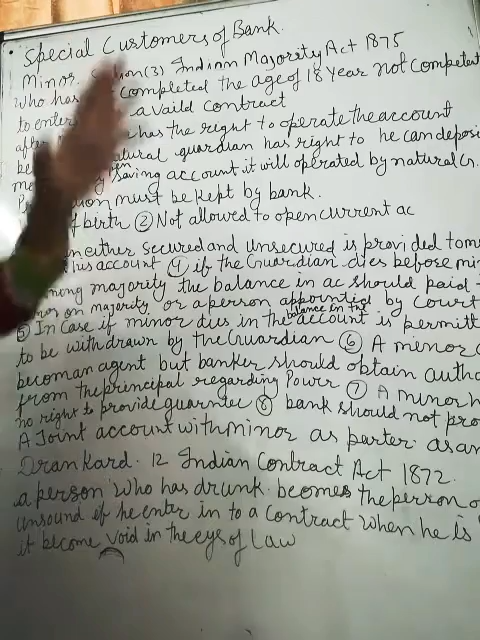 • Special Customers of Bank.
Minor. (3) Indian Majority Act 1875
who has completed the age of 18 Year not Competent
to enter a Vaild Contract
after has the right to operate the account
guardian has right to he can deposi
Saving account it will operated by natural G.
must be kept by bank.
of birth ② Not allowed to open current ac
neither secured and unsecured is provided to
his account ④ if the Guardian dies before mi
majority the balance in ac should paid
on majority or a person appointed by Court
⑤ In Case if minor dies in the balance in the account is permitt
to be withdrawn by the Guardian ⑥ A menor
becoman agent but banker should obtain autho
from the principal regarding Power ⑦ A minor h
no right to provide guarntee ⑧ bank should not pro
A Joint account with minor as parter. as an
Drankard. 12 Indian Contract Act 1872.
a person who has drunk. becomes the person o
unsound if he enter in to a Contract when he is
it become void in the eys of Law